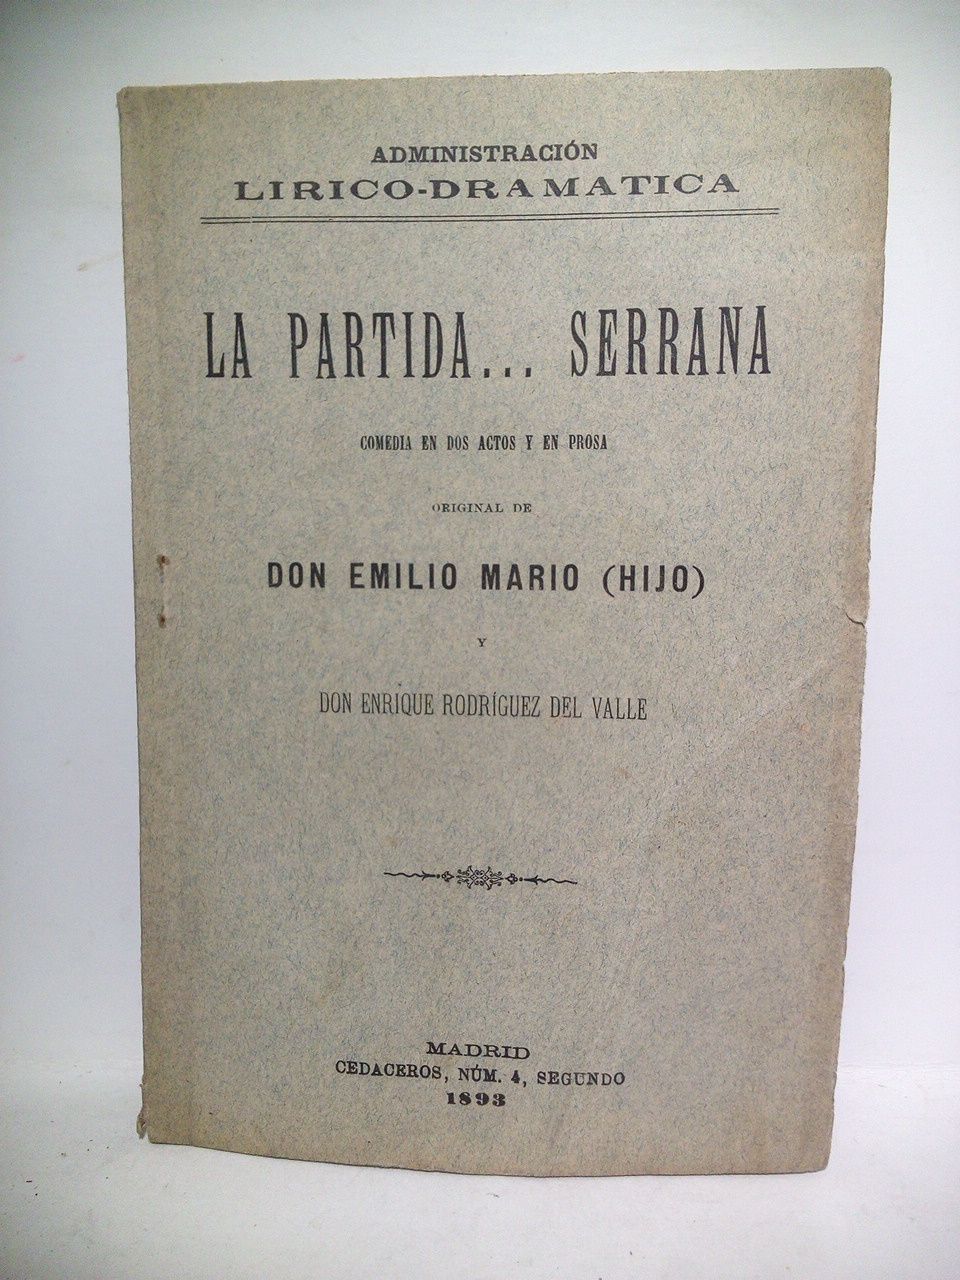 ADMINISTRACIÓN
LIRICO-DRAMATICA
LA PARTIDA... SERRANA
COMEDIA EN DOS ACTOS Y EN PROSA
ORIGINAL DE
DON EMILIO MARIO (HIJO)
Y
DON ENRIQUE RODRÍGUEZ DEL VALLE
MADRID
CEDACEROS, NÚM. 4, SEGUNDO
1893